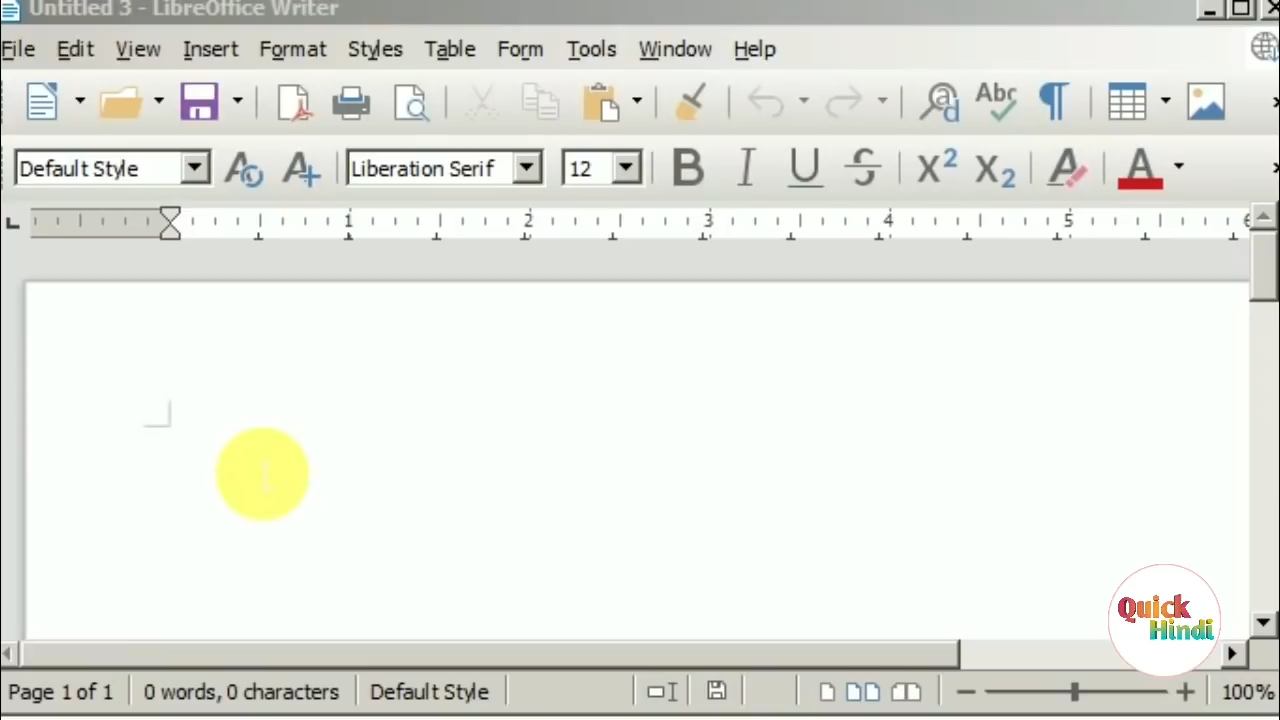 Untitled 3 - LibreOffice Writer
File Edit View Insert Format Styles Table Form Tools Window Help
Abc
Default Style Liberation Serif 12 B I U S X2 X2 A A
1 2 3 4 5 6
Quick
Hindi
Page 1 of 1 0 words, 0 characters Default Style 100%